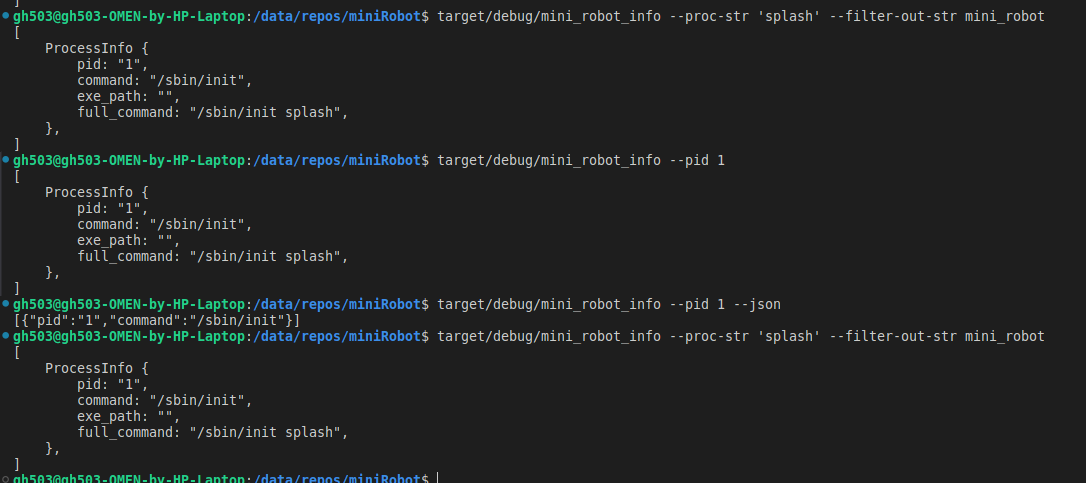 ]
gh503@gh503-OMEN-by-HP-Laptop:/data/repos/miniRobot$ target/debug/mini_robot_info --proc-str 'splash' --filter-out-str mini_robot
[
    ProcessInfo {
        pid: "1",
        command: "/sbin/init",
        exe_path: "",
        full_command: "/sbin/init splash",
    },
]
gh503@gh503-OMEN-by-HP-Laptop:/data/repos/miniRobot$ target/debug/mini_robot_info --pid 1
[
    ProcessInfo {
        pid: "1",
        command: "/sbin/init",
        exe_path: "",
        full_command: "/sbin/init splash",
    },
]
gh503@gh503-OMEN-by-HP-Laptop:/data/repos/miniRobot$ target/debug/mini_robot_info --pid 1 --json
[{"pid":"1","command":"/sbin/init"}]
gh503@gh503-OMEN-by-HP-Laptop:/data/repos/miniRobot$ target/debug/mini_robot_info --proc-str 'splash' --filter-out-str mini_robot
[
    ProcessInfo {
        pid: "1",
        command: "/sbin/init",
        exe_path: "",
        full_command: "/sbin/init splash",
    },
]
gh503@gh503-OMEN-by-HP-Laptop:/data/repos/miniRobot$